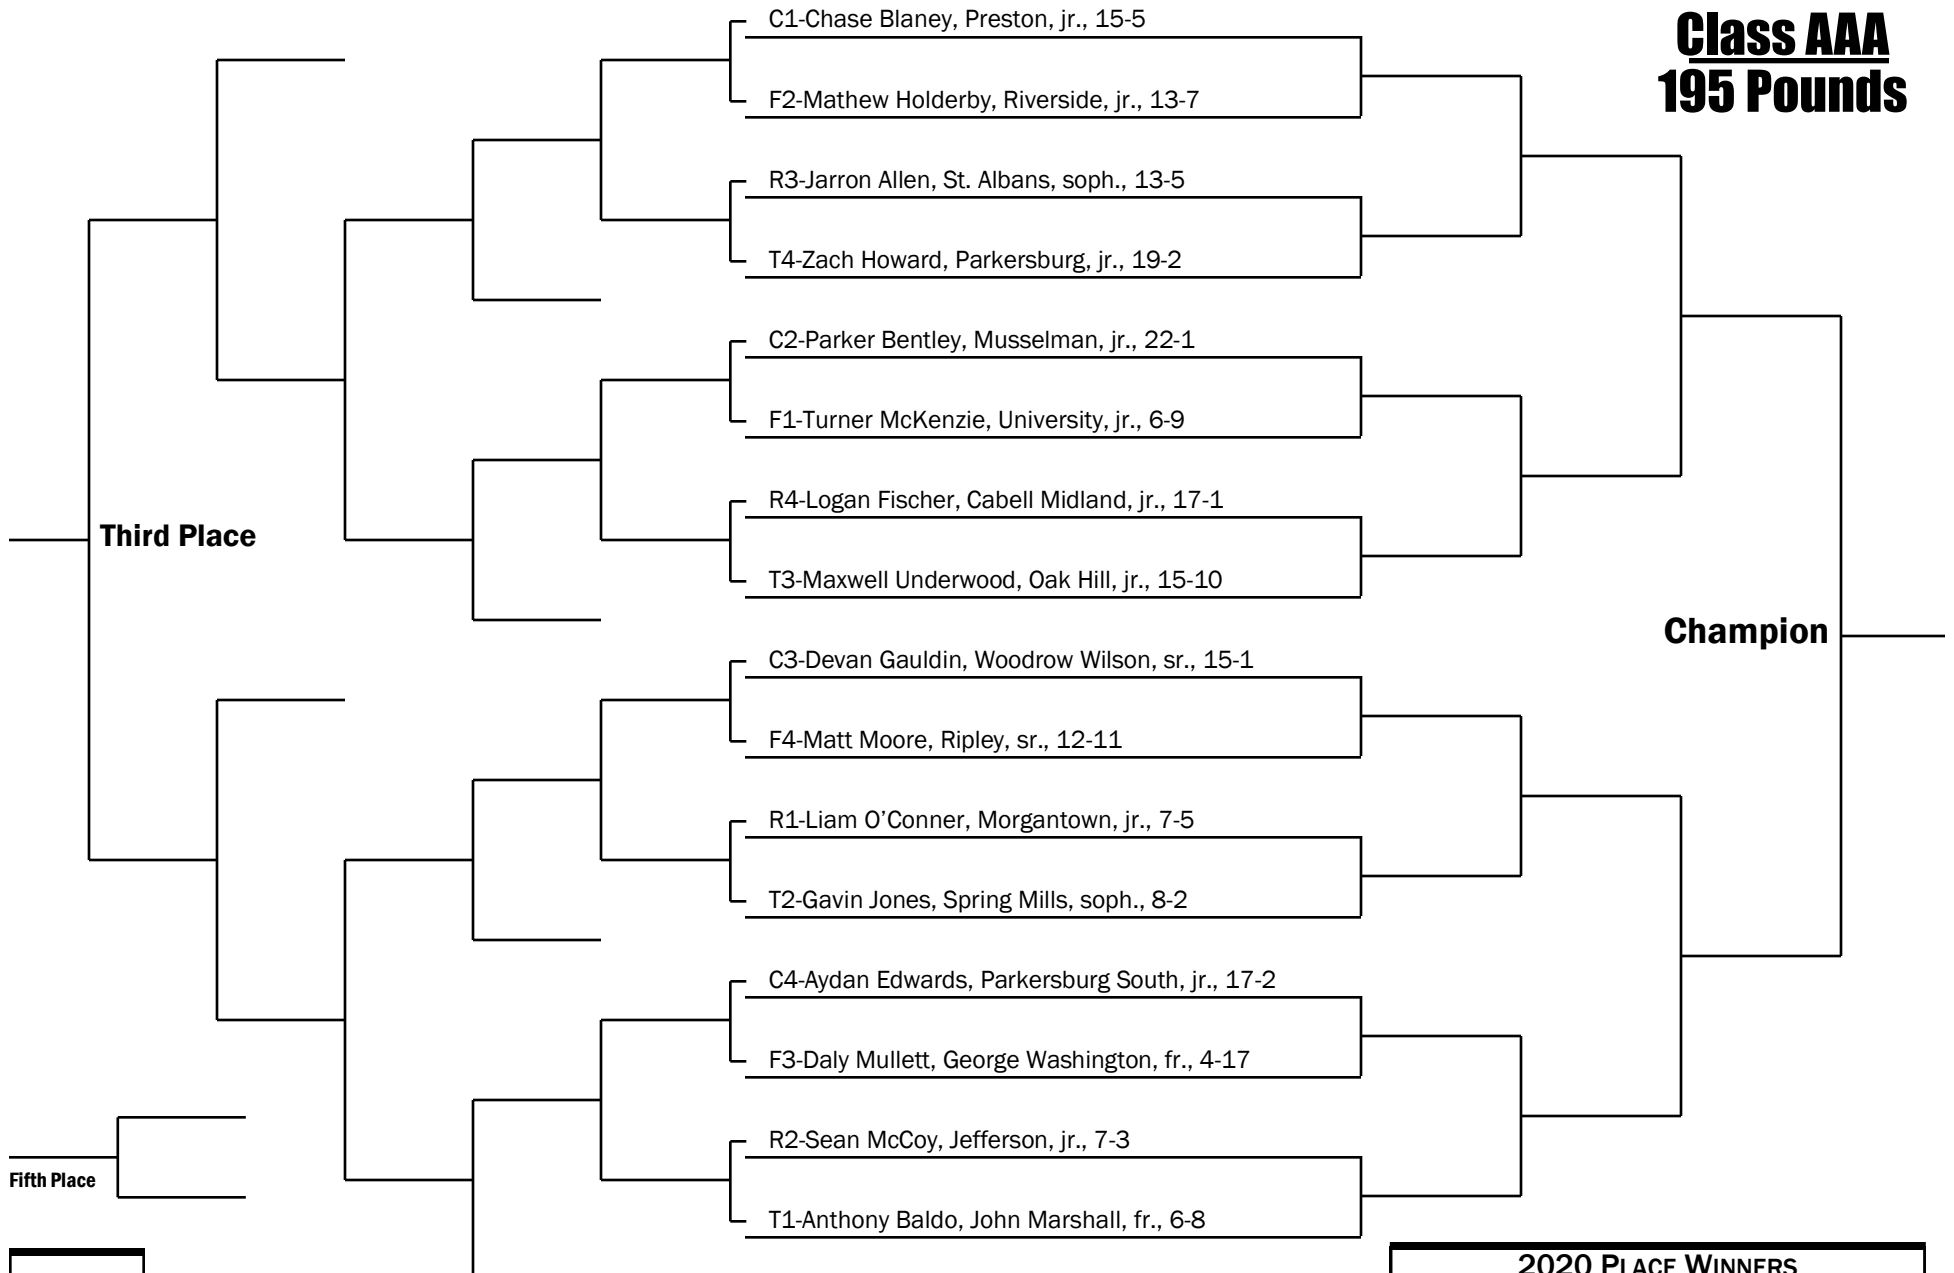 Class AAA
195 Pounds
C1-Chase Blaney, Preston, jr., 15-5
F2-Mathew Holderby, Riverside, jr., 13-7
R3-Jarron Allen, St. Albans, soph., 13-5
T4-Zach Howard, Parkersburg, jr., 19-2
C2-Parker Bentley, Musselman, jr., 22-1
F1-Turner McKenzie, University, jr., 6-9
R4-Logan Fischer, Cabell Midland, jr., 17-1
Third Place
T3-Maxwell Underwood, Oak Hill, jr., 15-10
Champion
C3-Devan Gauldin, Woodrow Wilson, sr., 15-1
F4-Matt Moore, Ripley, sr., 12-11
R1-Liam O’Conner, Morgantown, jr., 7-5
T2-Gavin Jones, Spring Mills, soph., 8-2
C4-Aydan Edwards, Parkersburg South, jr., 17-2
F3-Daly Mullett, George Washington, fr., 4-17
R2-Sean McCoy, Jefferson, jr., 7-3
Fifth Place
T1-Anthony Baldo, John Marshall, fr., 6-8
2020 PLACE WINNERS